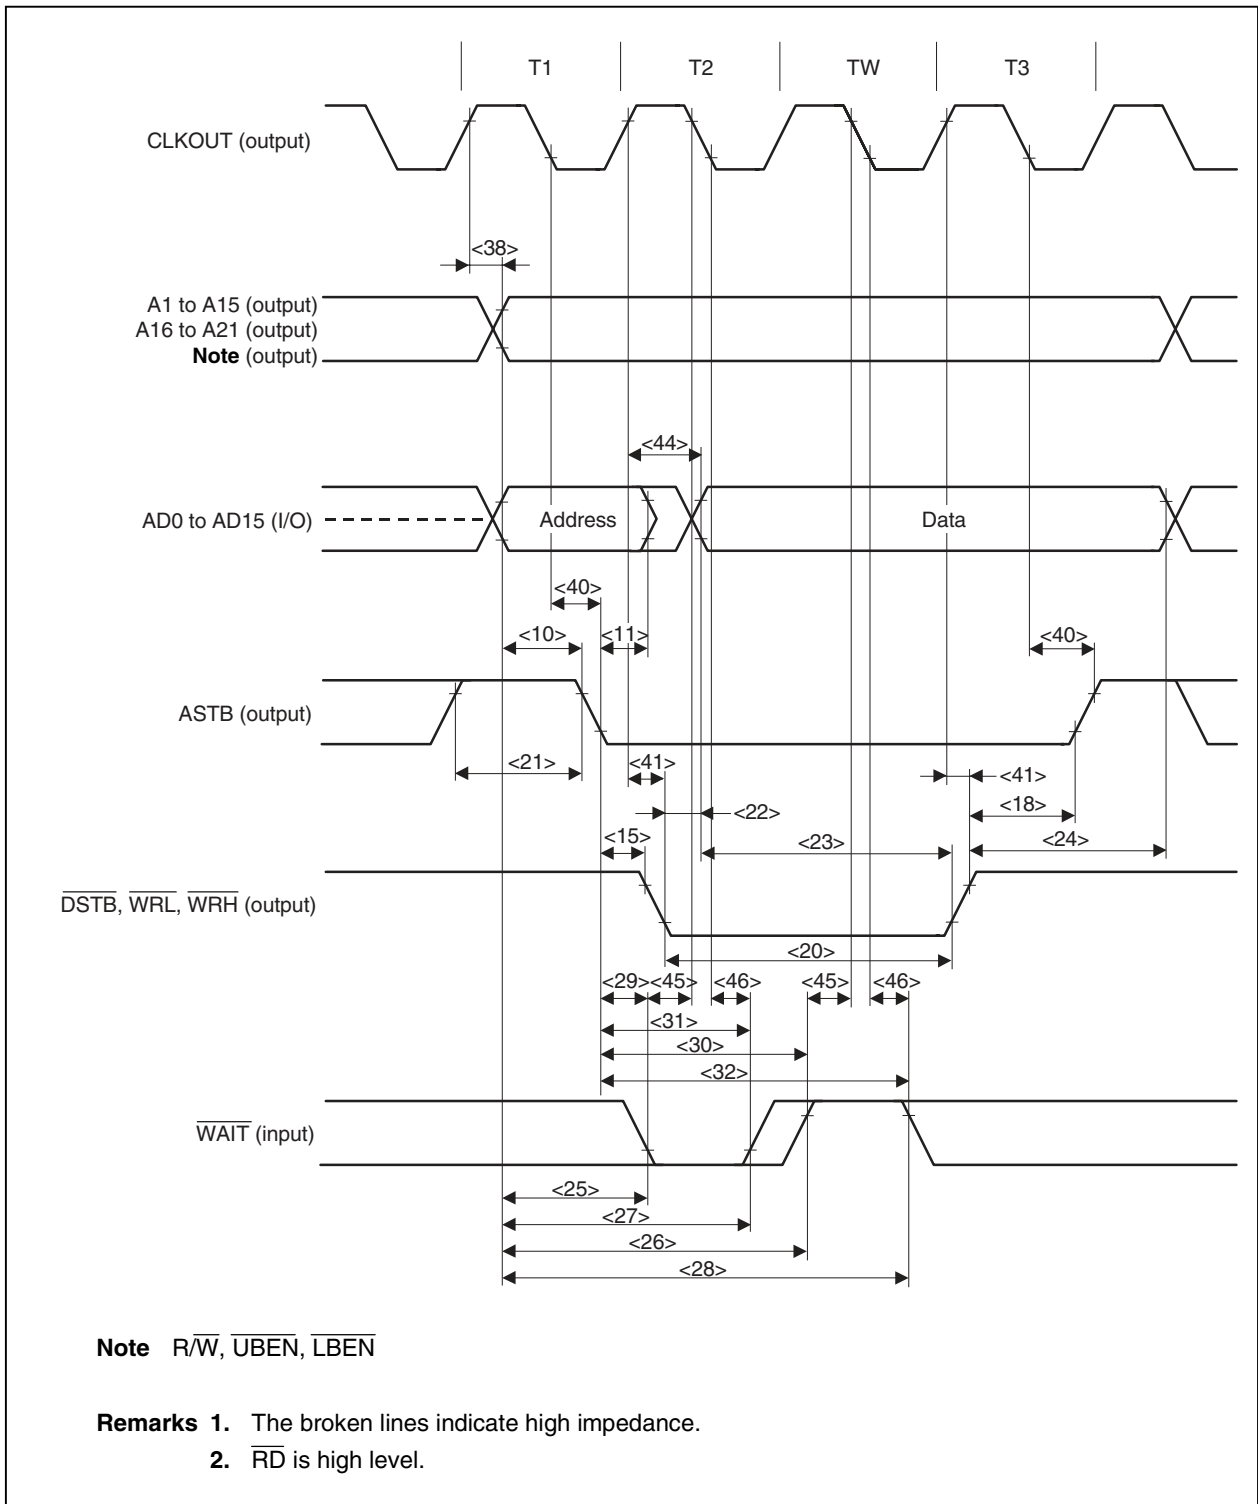 T1 T2 TW T3
CLKOUT (output)
<38>
A1 to A15 (output)
A16 to A21 (output)
Note (output)
<44>
AD0 to AD15 (I/O) Address Data
<40>
<10> <11> <40>
ASTB (output)
<21> <41> <41>
<22> <18>
<15> <23> <24>
DSTB, WRL, WRH (output)
<20>
<29> <45> <46> <45> <46>
<31>
<30>
<32>
WAIT (input)
<25>
<27>
<26>
<28>
Note R/W, UBEN, LBEN
Remarks 1. The broken lines indicate high impedance.
2. RD is high level.